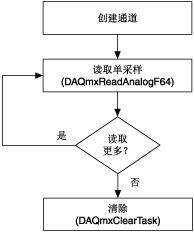 创建通道
读取单采样
(DAQmxReadAnalogF64)
是
读取
更多?
否
清除
(DAQmxClearTask)